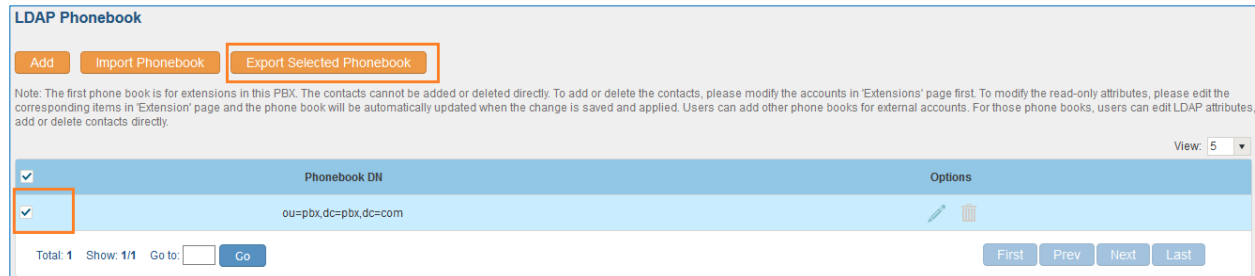 LDAP Phonebook
Add Import Phonebook Export Selected Phonebook
Note: The first phone book is for extensions in this PBX. The contacts cannot be added or deleted directly. To add or delete the contacts, please modify the accounts in 'Extensions' page first. To modify the read-only attributes, please edit the
corresponding items in 'Extension' page and the phone book will be automatically updated when the change is saved and applied. Users can add other phone books for external accounts. For those phone books, users can edit LDAP attributes,
add or delete contacts directly.
View: 5
Phonebook DN Options
ou=pbx,dc=pbx,dc=com
Total: 1 Show: 1/1 Go to: Go First Prev Next Last